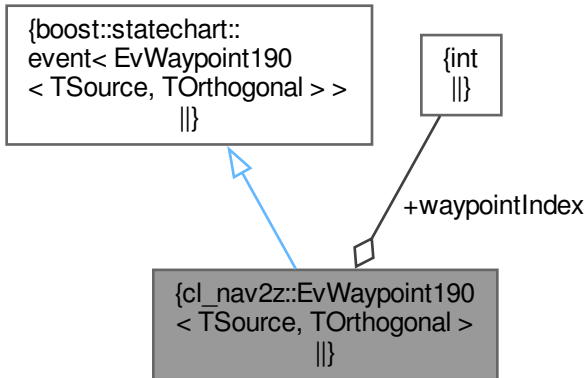 {boost::statechart::
event< EvWaypoint190
< TSource, TOrthogonal > >
||}
{int
||}
+waypointIndex
{cl_nav2z::EvWaypoint190
< TSource, TOrthogonal >
||}